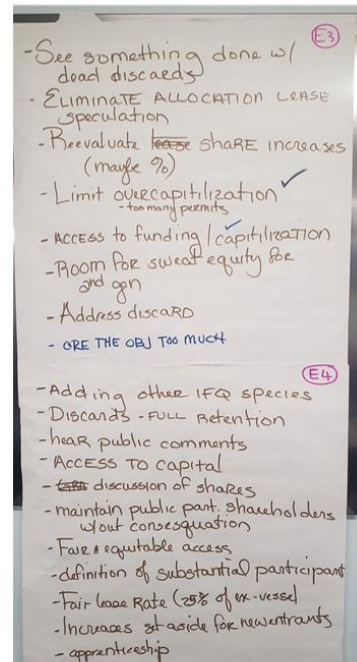 E3
- See something done w/
dead discards
- ELIMINATE ALLOCATION LEASE
speculation
- Reevaluate lease SHARE increases
(maybe %)
- Limit overcapitilization ✓
- too many permits
- ACCESS to funding / capitilization
- Room for sweat equity for
2nd gen
- Address discard
- ARE THE OBJ TOO MUCH
E4
- Adding other IFQ species
- Discards - FULL Retention
- hear public comments
- ACCESS TO CAPITAL
- discussion of shares
- maintain public part. shareholders
w/out consesquation
- Fair & equitable access
- definition of substantial participant
- Fair lease Rate (25% of ex-vessel
- Increases st aside for new entrants
- apprenticeship